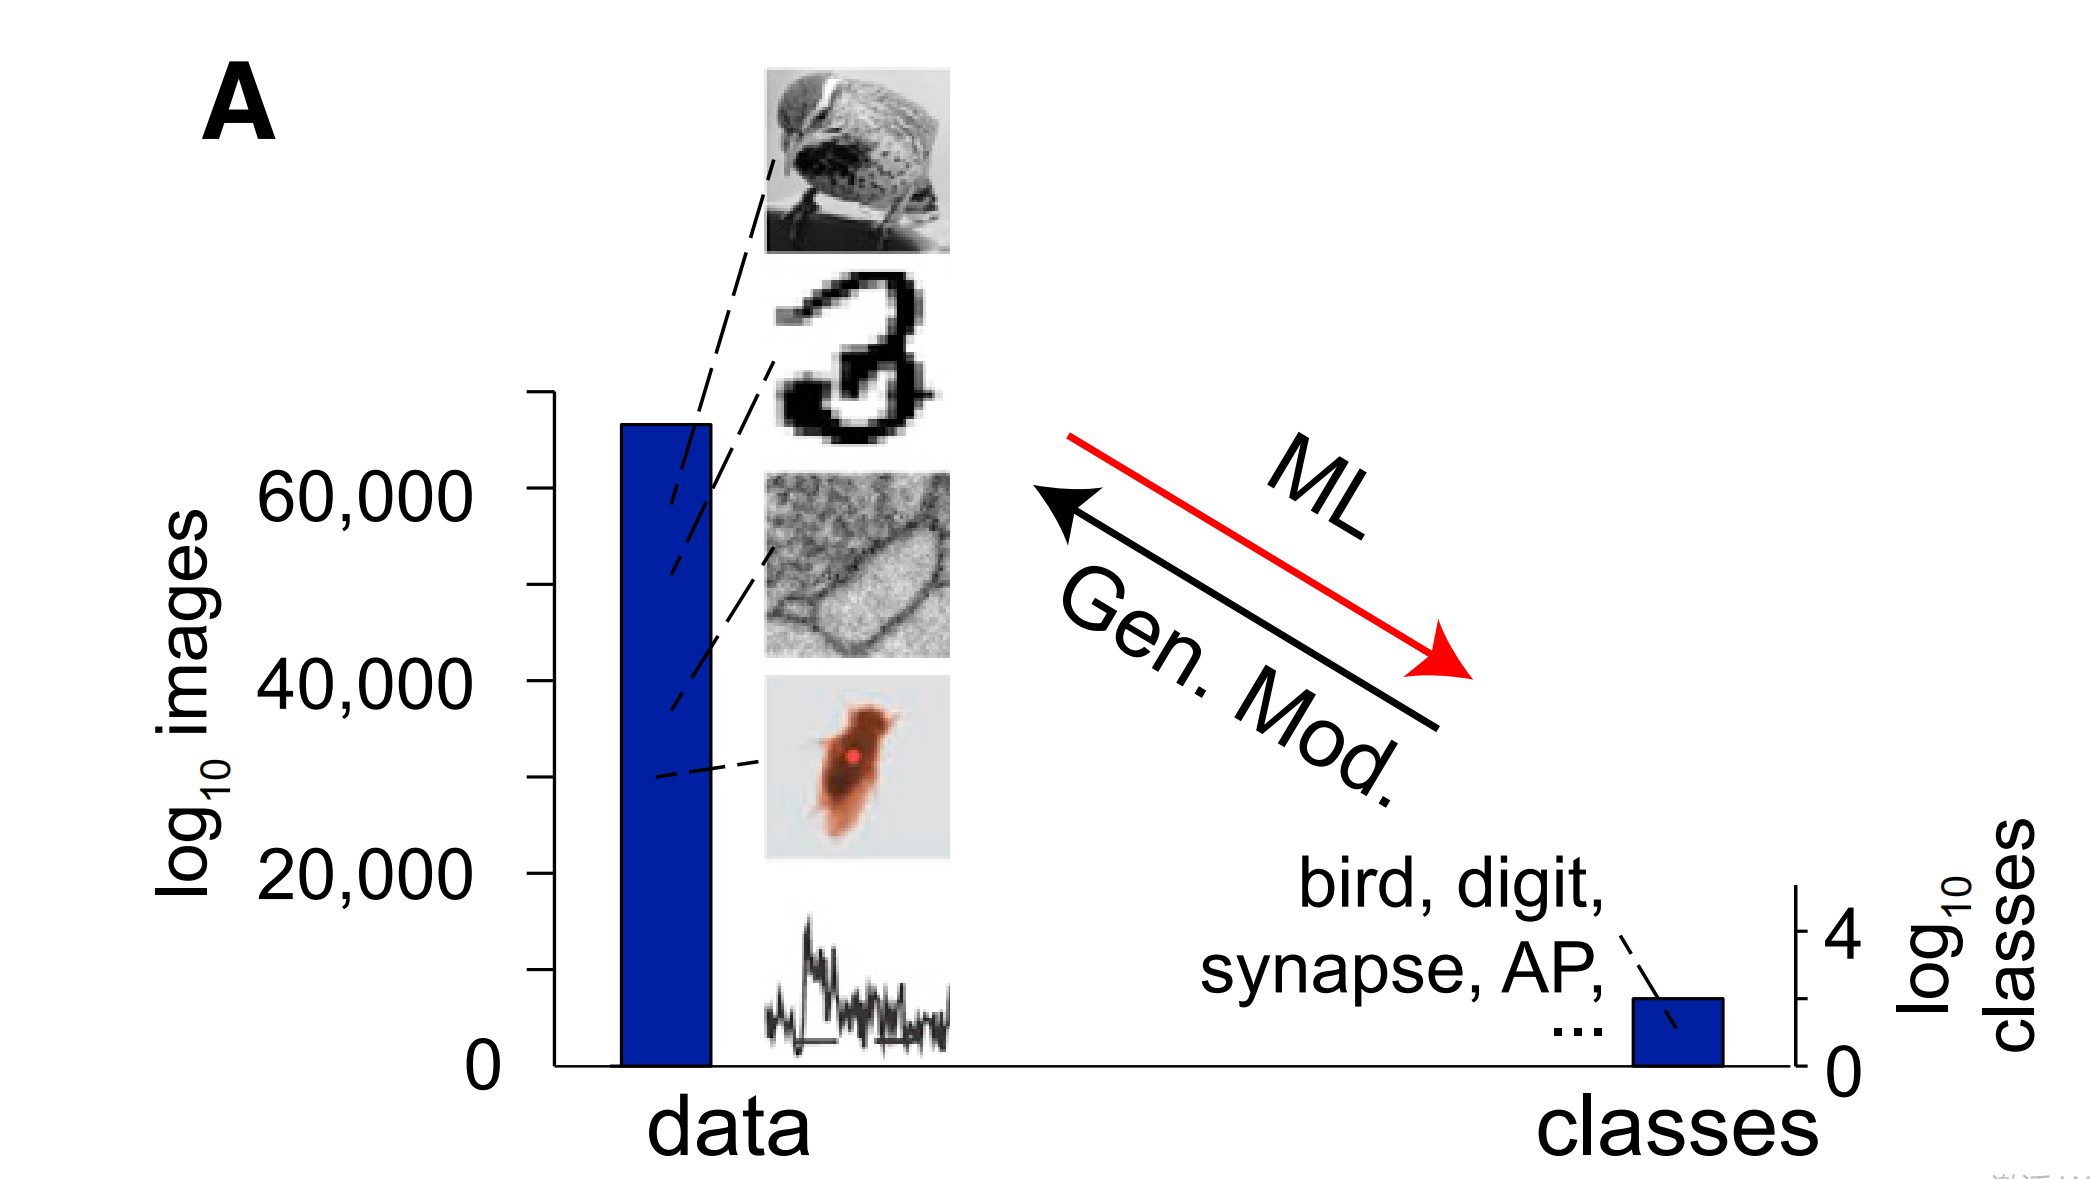 A
log10 images
60,000
40,000
20,000
0
data
3
ML
Gen. Mod.
bird, digit,
synapse, AP,
...
4
0
log10
classes
classes